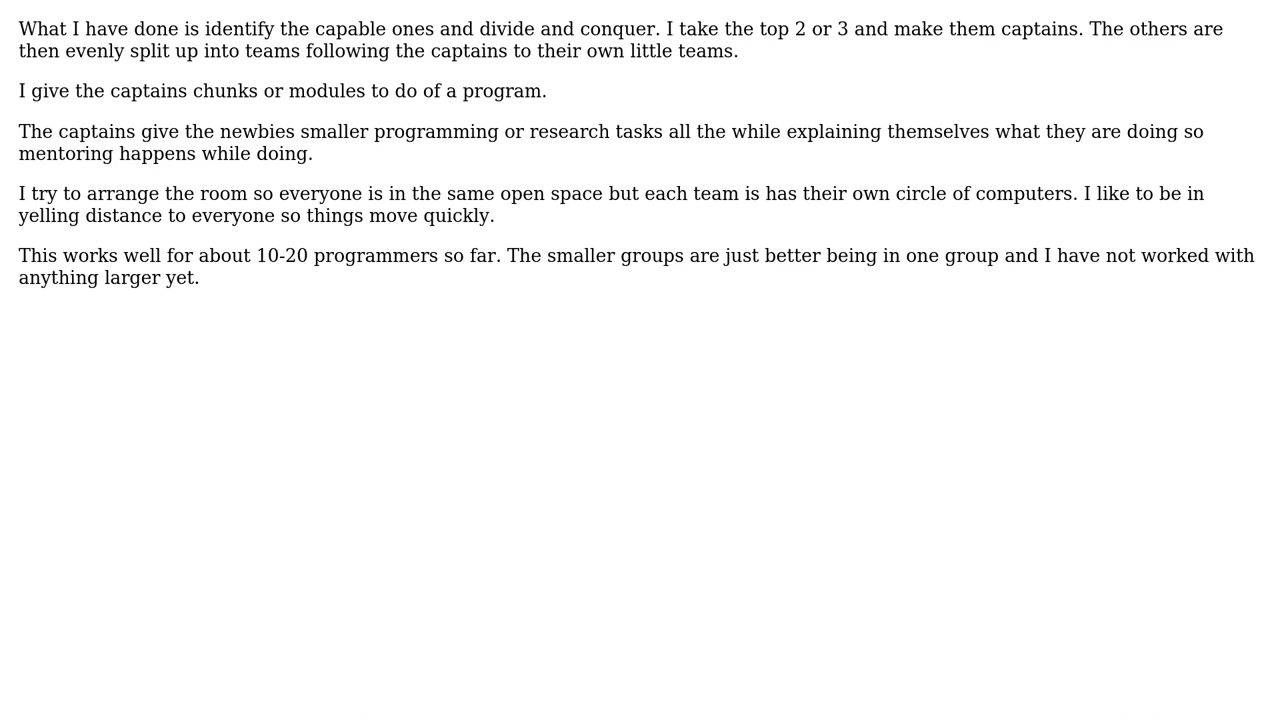 What I have done is identify the capable ones and divide and conquer. I take the top 2 or 3 and make them captains. The others are
then evenly split up into teams following the captains to their own little teams.
I give the captains chunks or modules to do of a program.
The captains give the newbies smaller programming or research tasks all the while explaining themselves what they are doing so
mentoring happens while doing.
I try to arrange the room so everyone is in the same open space but each team is has their own circle of computers. I like to be in
yelling distance to everyone so things move quickly.
This works well for about 10-20 programmers so far. The smaller groups are just better being in one group and I have not worked with
anything larger yet.